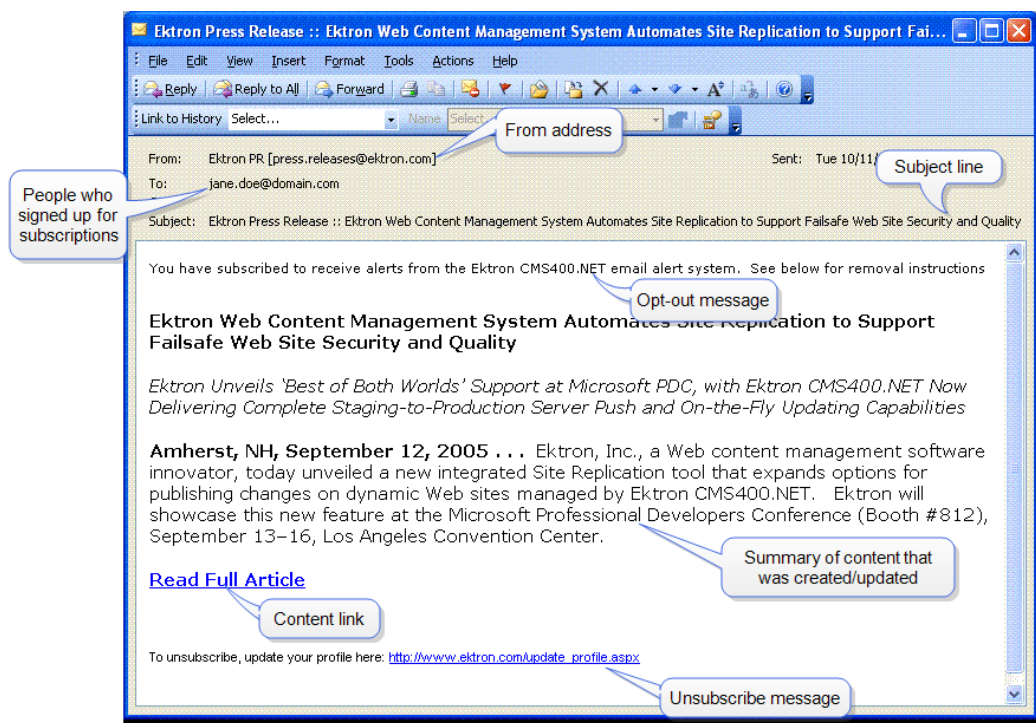 Ektron Press Release :: Ektron Web Content Management System Automates Site Replication to Support Fai...
File Edit View Insert Format Tools Actions Help
Reply Reply to All Forward
Link to History Select... Name Select
From address
From: Ektron PR [press.releases@ektron.com] Sent: Tue 10/11/
Subject line
To: jane.doe@domain.com
People who
signed up for
subscriptions
Subject: Ektron Press Release :: Ektron Web Content Management System Automates Site Replication to Support Failsafe Web Site Security and Quality
You have subscribed to receive alerts from the Ektron CMS400.NET email alert system. See below for removal instructions
Opt-out message
Ektron Web Content Management System Automates Site Replication to Support
Failsafe Web Site Security and Quality
Ektron Unveils ‘Best of Both Worlds’ Support at Microsoft PDC, with Ektron CMS400.NET Now
Delivering Complete Staging-to-Production Server Push and On-the-Fly Updating Capabilities
Amherst, NH, September 12, 2005 . . . Ektron, Inc., a Web content management software
innovator, today unveiled a new integrated Site Replication tool that expands options for
publishing changes on dynamic Web sites managed by Ektron CMS400.NET. Ektron will
showcase this new feature at the Microsoft Professional Developers Conference (Booth #812),
September 13–16, Los Angeles Convention Center.
Summary of content that
was created/updated
Read Full Article
Content link
To unsubscribe, update your profile here: http://www.ektron.com/update_profile.aspx
Unsubscribe message